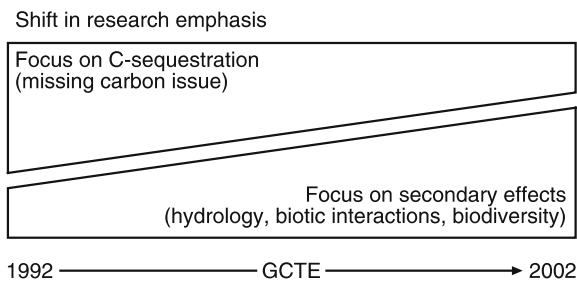 Shift in research emphasis
Focus on C-sequestration
(missing carbon issue)
Focus on secondary effects
(hydrology, biotic interactions, biodiversity)
1992 GCTE 2002